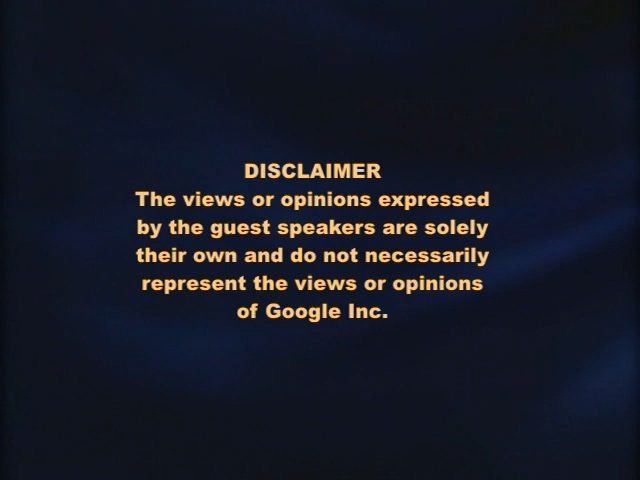 DISCLAIMER
The views or opinions expressed
by the guest speakers are solely
their own and do not necessarily
represent the views or opinions
of Google Inc.